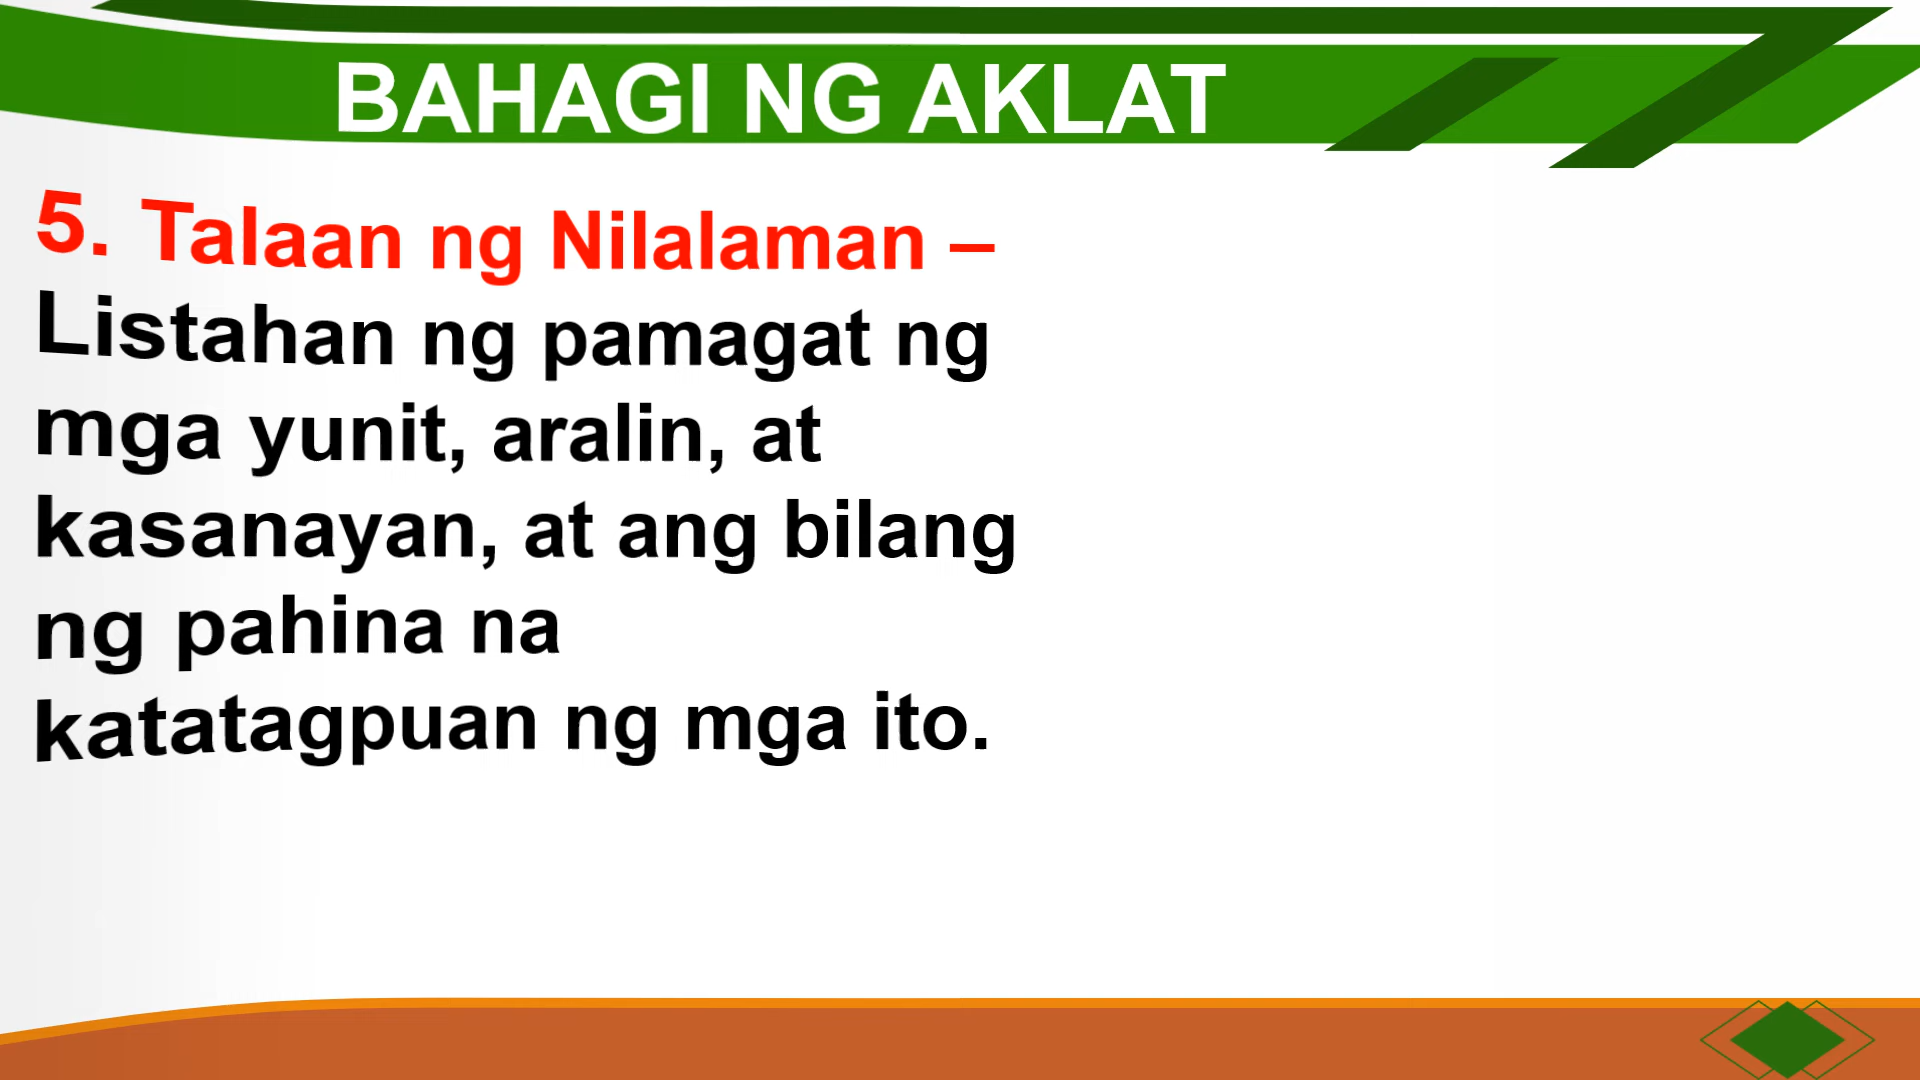 BAHAGI NG AKLAT
5. Talaan ng Nilalaman –
Listahan ng pamagat ng
mga yunit, aralin, at
kasanayan, at ang bilang
ng pahina na
katatagpuan ng mga ito.